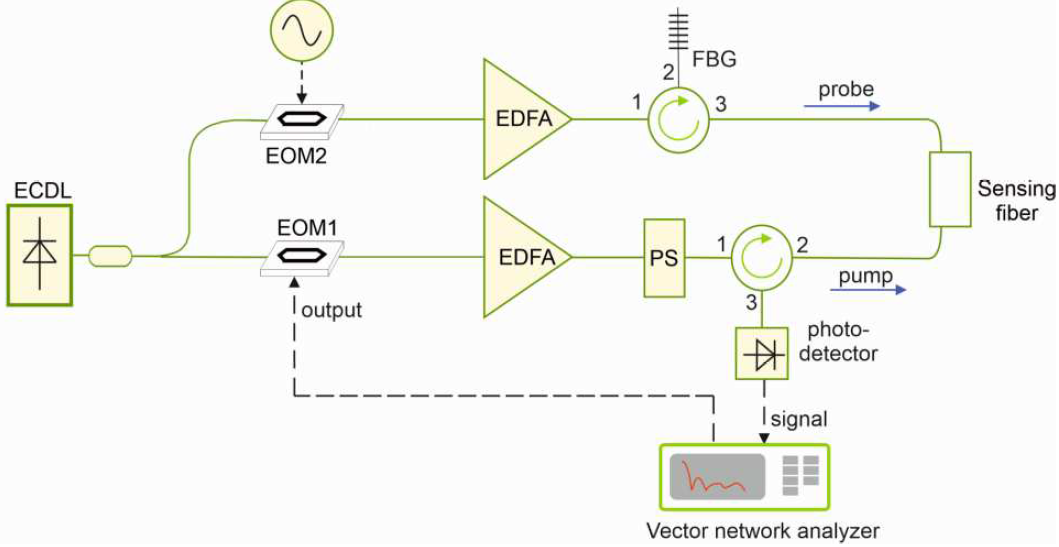 FBG
2
1
3
probe
EDFA
EOM2
ECDL
Sensing
fiber
EOM1
EDFA
PS
1
2
pump
3
output
photo-
detector
signal
Vector network analyzer